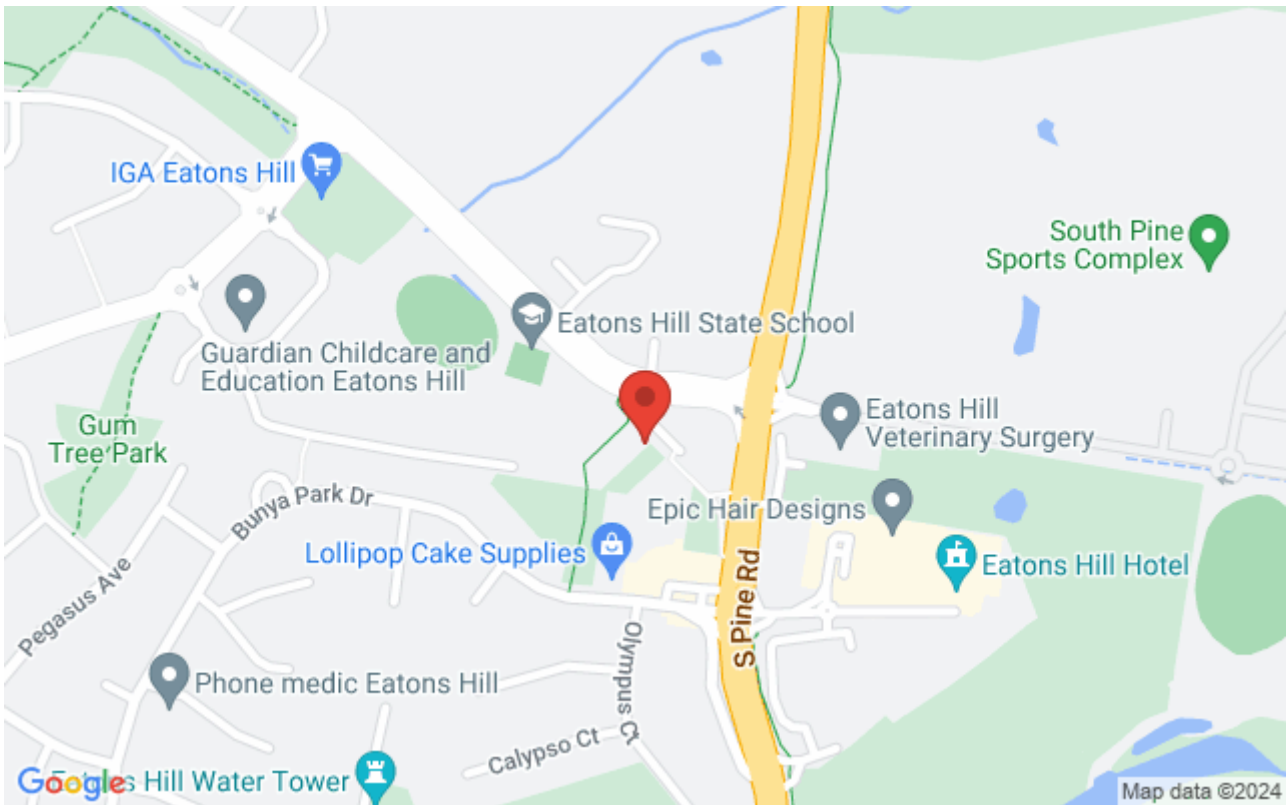 IGA Eatons Hill
South Pine
Sports Complex
Eatons Hill State School
Guardian Childcare and
Education Eatons Hill
Gum
Tree Park
Eatons Hill
Veterinary Surgery
Bunya Park Dr
Epic Hair Designs
Lollipop Cake Supplies
Eatons Hill Hotel
Pegasus Ave
S Pine Rd
Olympus Ct
Phone medic Eatons Hill
Calypso Ct
Hill Water Tower
Google
Map data ©2024